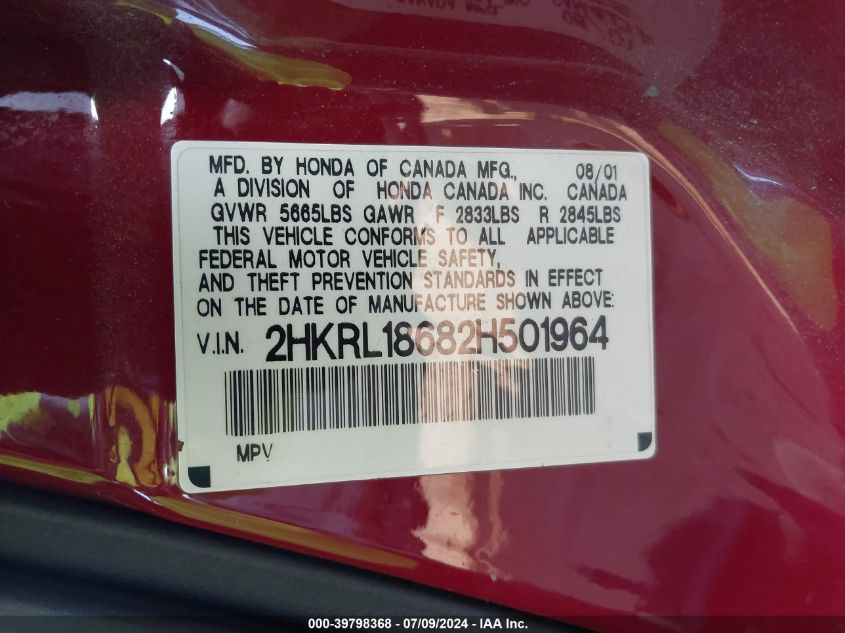 MFD. BY HONDA OF CANADA MFG., 08/01
A DIVISION OF HONDA CANADA INC. CANADA
GVWR 5665LBS GAWR F 2833LBS R 2845LBS
THIS VEHICLE CONFORMS TO ALL APPLICABLE
FEDERAL MOTOR VEHICLE SAFETY,
AND THEFT PREVENTION STANDARDS IN EFFECT
ON THE DATE OF MANUFACTURE SHOWN ABOVE:
V.I.N. 2HKRL18682H501964
MPV
000-39798368 - 07/09/2024 - IAA Inc.